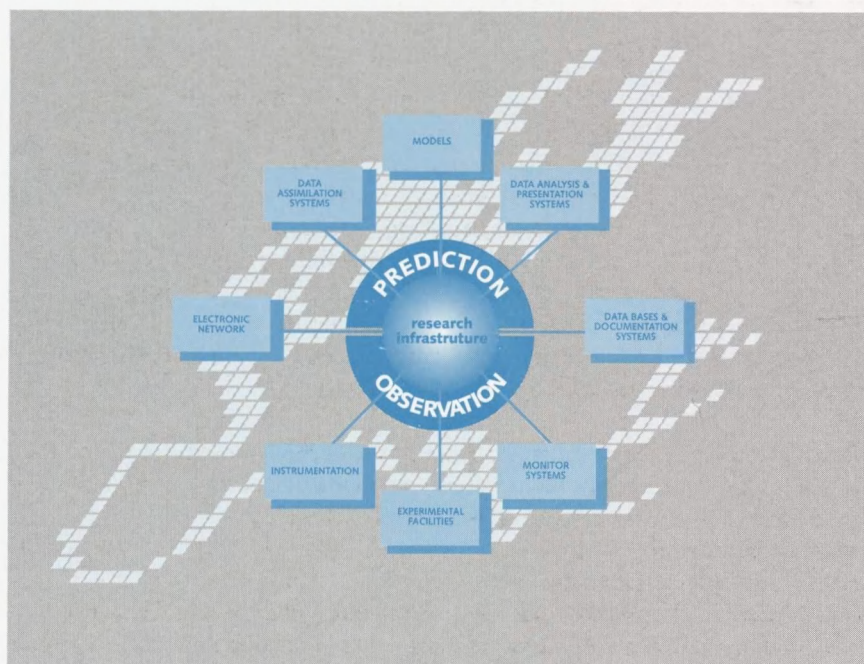 MODELS
DATA
ASSIMILATION
SYSTEMS
DATA ANALYSIS &
PRESENTATION
SYSTEMS
PREDICTION
ELECTRONIC
NETWORK
research
infrastruture
DATA BASES &
DOCUMENTATION
SYSTEMS
OBSERVATION
INSTRUMENTATION
MONITOR
SYSTEMS
EXPERIMENTAL
FACILITIES